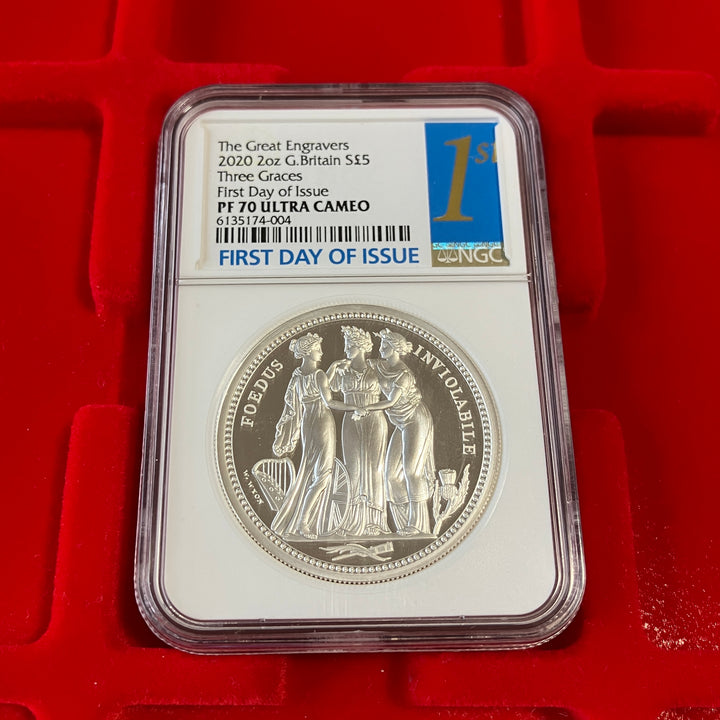 The Great Engravers
2020 2oz G.Britain S£5
Three Graces
First Day of Issue
PF 70 ULTRA CAMEO
6135174-004
FIRST DAY OF ISSUE
1ST
NGC
FOEDUS INVIOLABILE
W. WYON